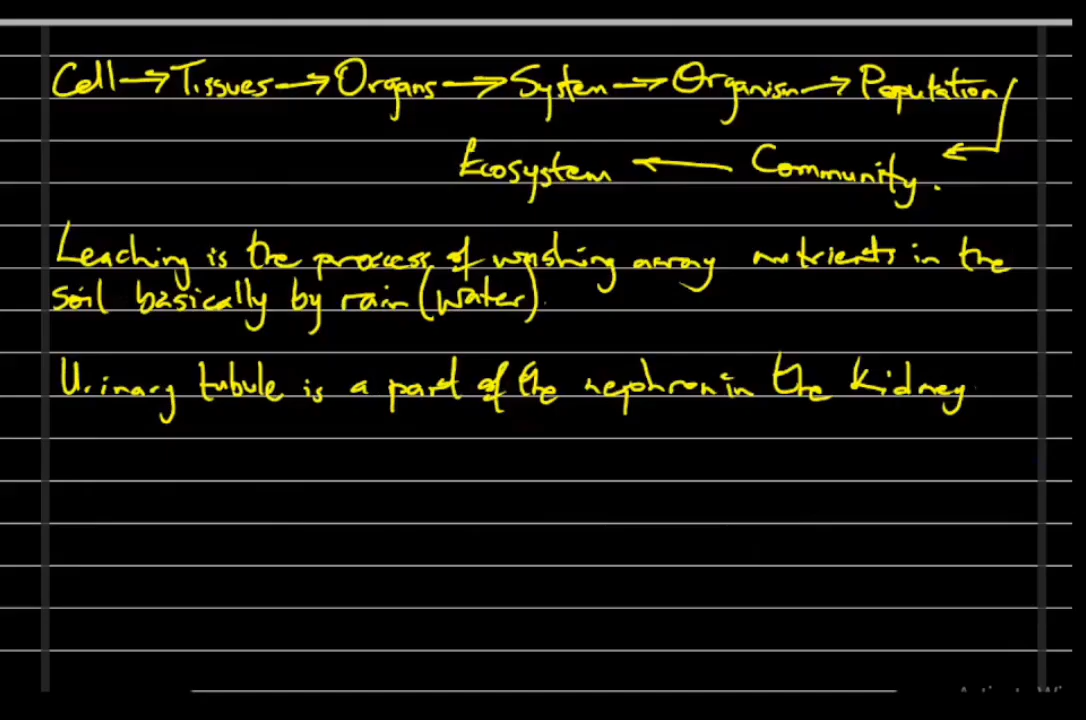 Cell → Tissues → Organs → System → Organism → Population
Ecosystem ← Community.
Leaching is the process of washing away nutrients in the
soil basically by rain (water).
Urinary tubule is a part of the nephron in the kidney